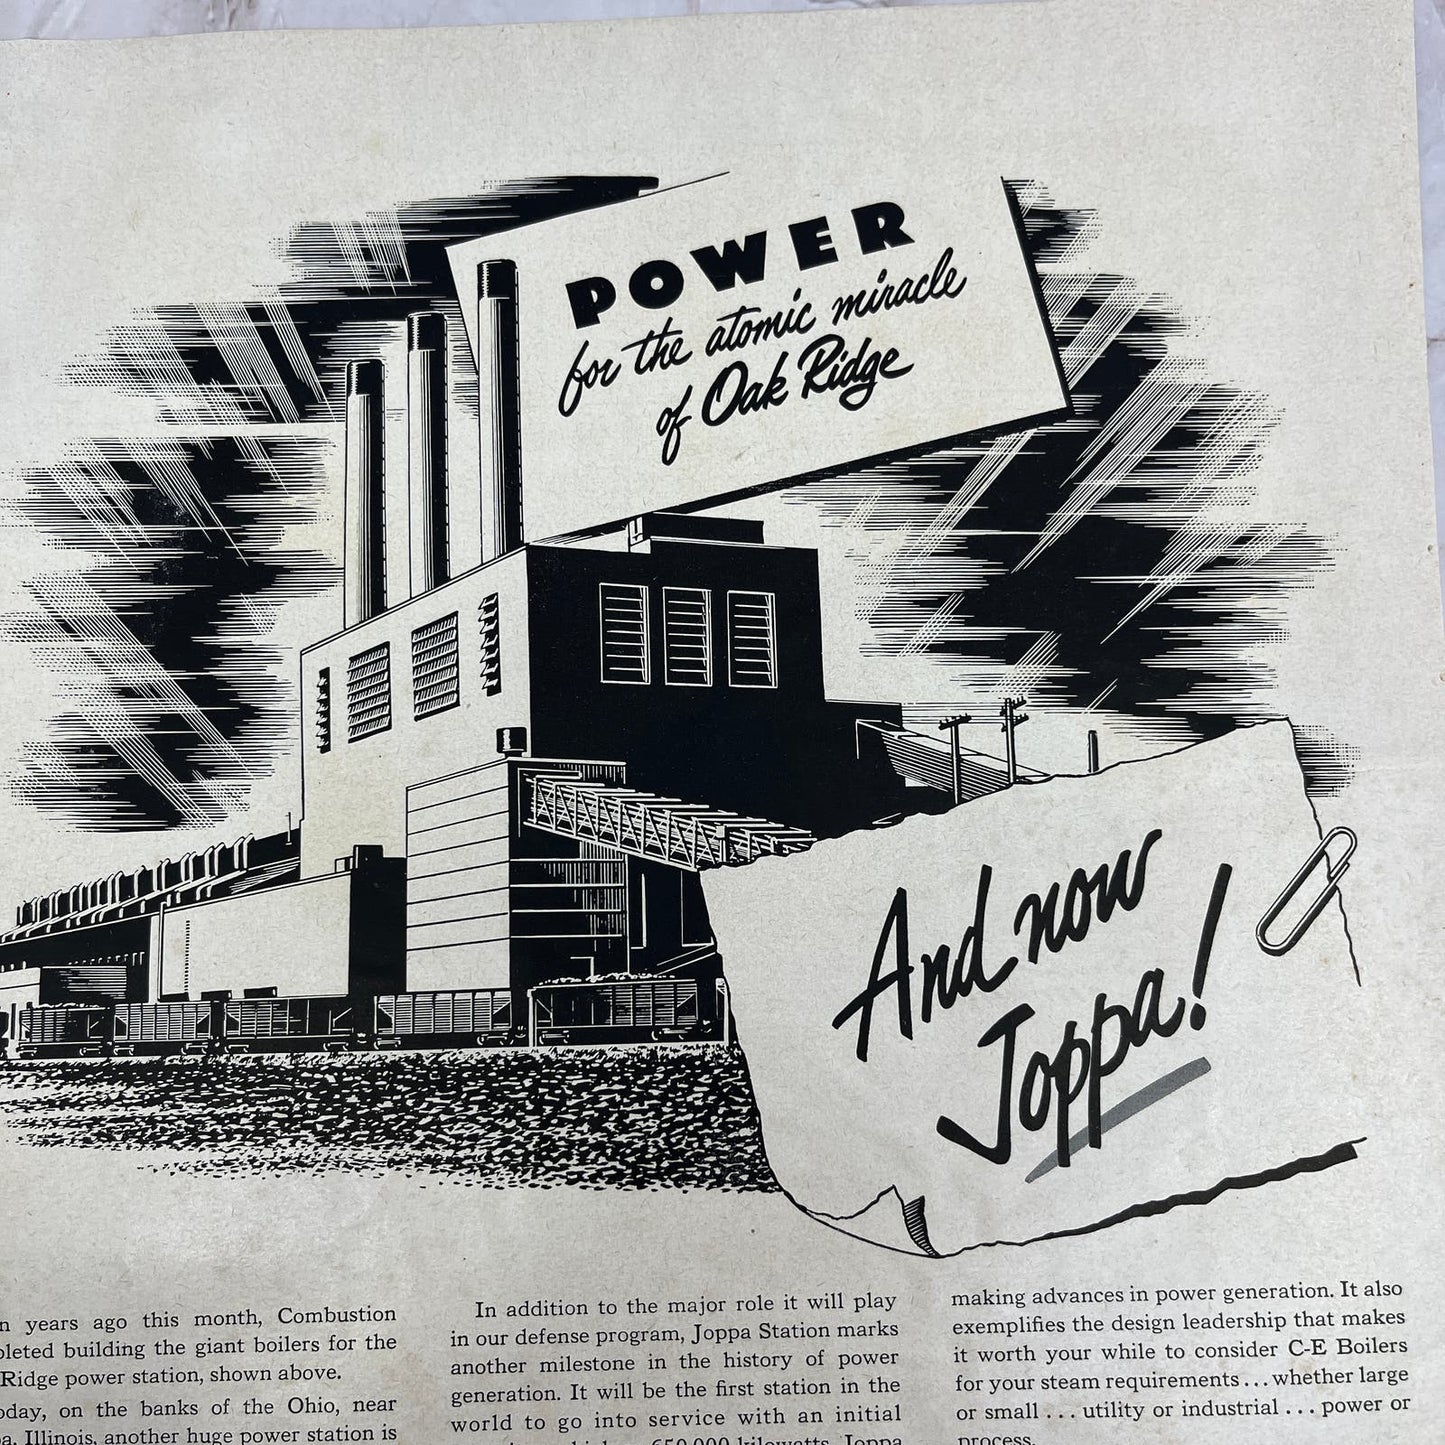 POWER
for the atomic miracle
of Oak Ridge
And now
Joppa!
years ago this month, Combustion
building the giant boilers for the
Ridge power station, shown above.
on the banks of the Ohio, near
Illinois, another huge power station is
In addition to the major role it will play
in our defense program, Joppa Station marks
another milestone in the history of power
generation. It will be the first station in the
world to go into service with an initial
650,000 kilowatts. Joppa
making advances in power generation. It also
exemplifies the design leadership that makes
it worth your while to consider C-E Boilers
for your steam requirements ... whether large
or small ... utility or industrial ... power or
process.